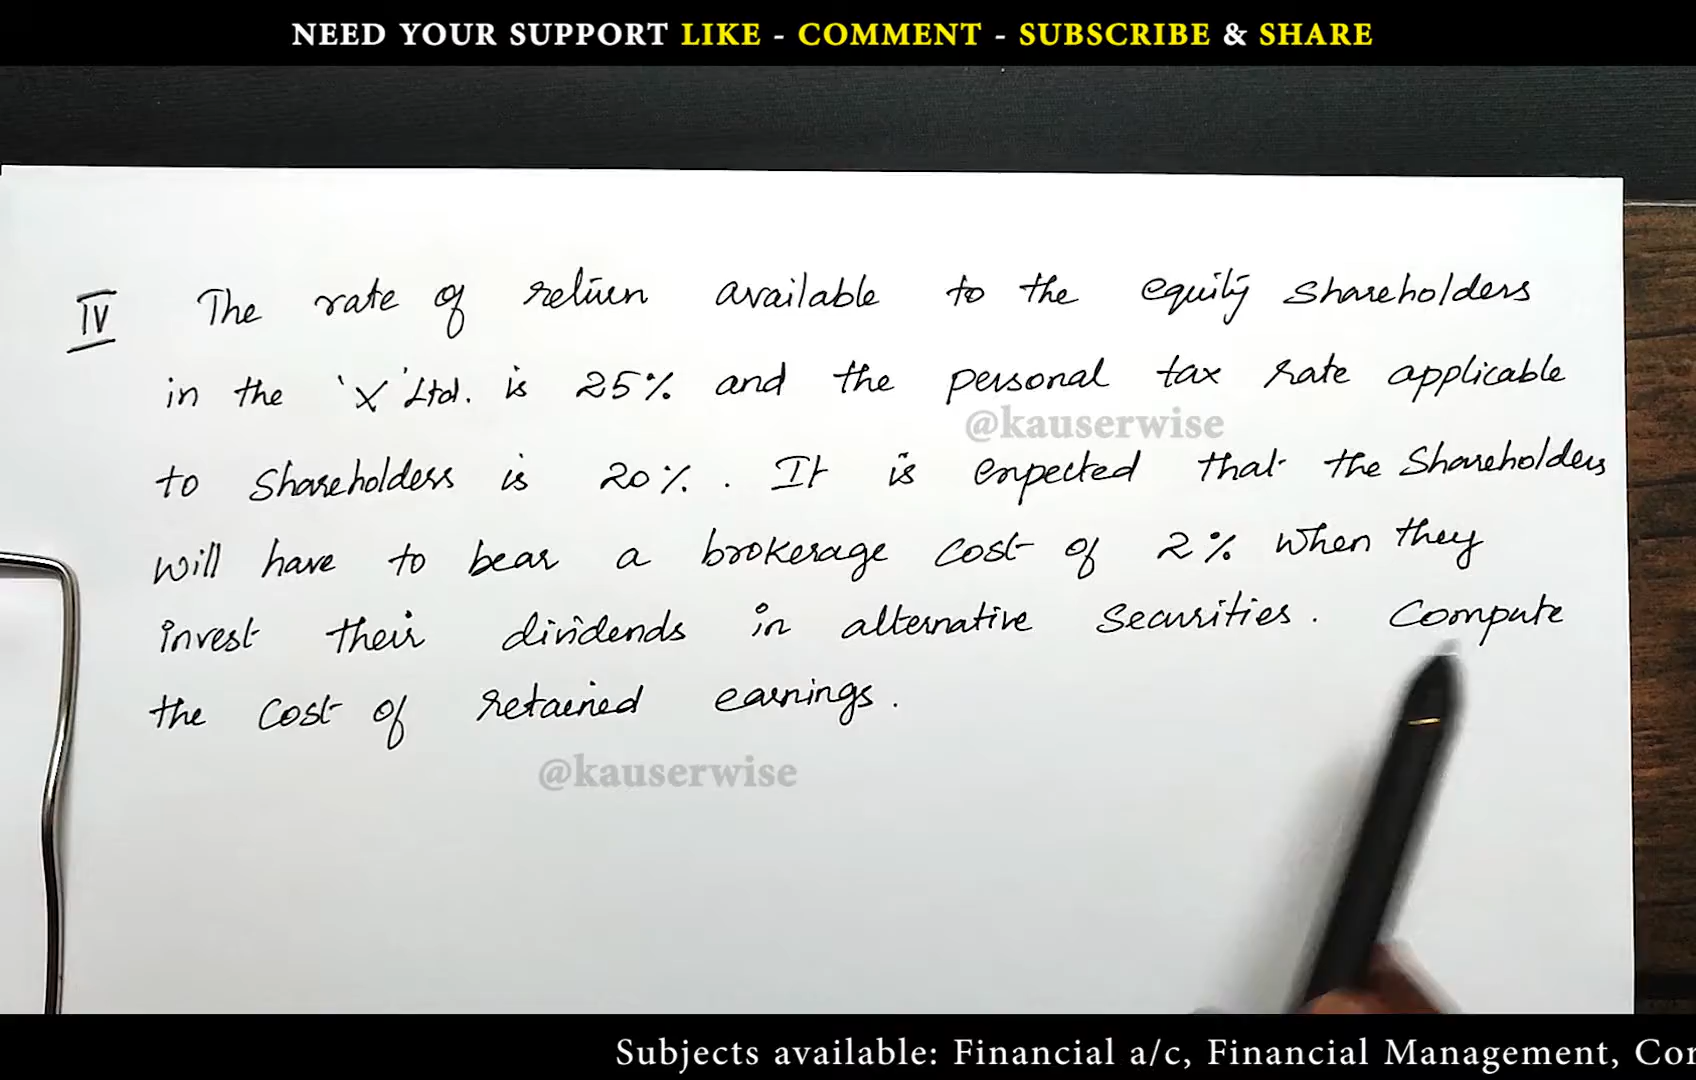 NEED YOUR SUPPORT LIKE - COMMENT - SUBSCRIBE & SHARE
IV The rate of return available to the equity shareholders
in the 'X' Ltd. is 25% and the personal tax rate applicable
@kauserwise
to shareholders is 20%. It is expected that the shareholders
will have to bear a brokerage cost of 2% when they
invest their dividends in alternative securities. Compute
the cost of retained earnings.
@kauserwise
Subjects available: Financial a/c, Financial Management, Cor